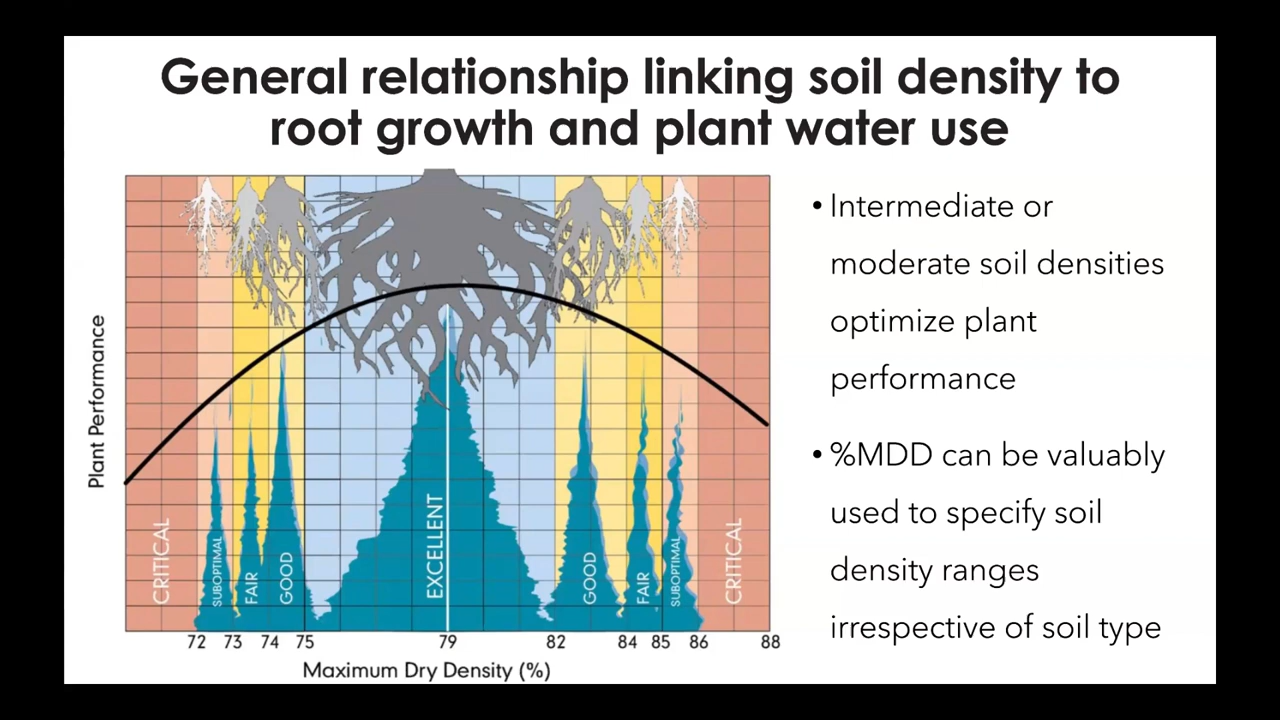 General relationship linking soil density to
root growth and plant water use
Plant Performance
CRITICAL
SUBOPTIMAL
FAIR
GOOD
EXCELLENT
GOOD
FAIR
SUBOPTIMAL
CRITICAL
72 73 74 75 79 82 84 85 86 88
Maximum Dry Density (%)
• Intermediate or
moderate soil densities
optimize plant
performance
• %MDD can be valuably
used to specify soil
density ranges
irrespective of soil type